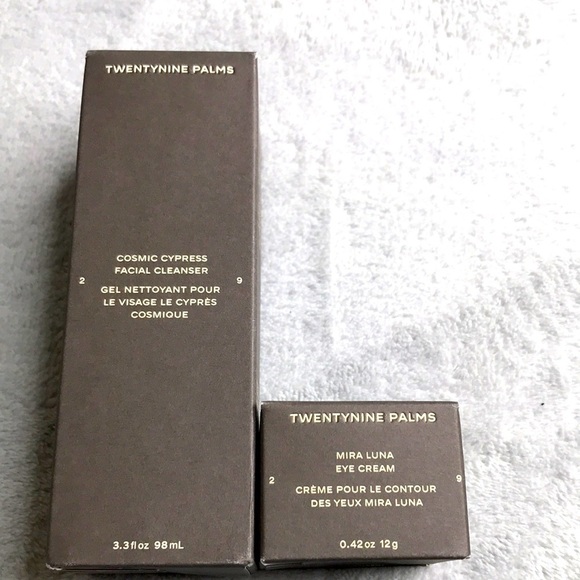 TWENTYNINE PALMS
COSMIC CYPRESS
FACIAL CLEANSER
2 9
GEL NETTOYANT POUR
LE VISAGE LE CYPRÈS
COSMIQUE
3.3 fl oz 98 mL
TWENTYNINE PALMS
MIRA LUNA
EYE CREAM
2 9
CRÈME POUR LE CONTOUR
DES YEUX MIRA LUNA
0.42 oz 12 g